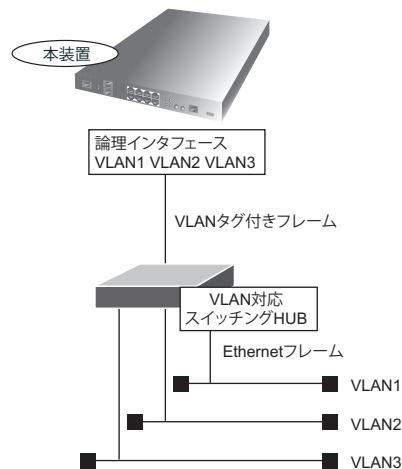 本装置
論理インタフェース
VLAN1 VLAN2 VLAN3
VLANタグ付きフレーム
VLAN対応
スイッチングHUB
Ethernetフレーム
VLAN1
VLAN2
VLAN3